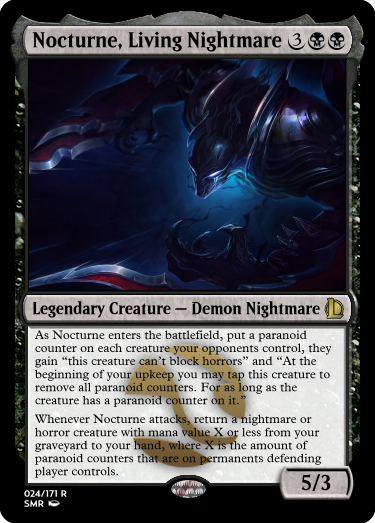 Nocturne, Living Nightmare 3
Legendary Creature — Demon Nightmare
As Nocturne enters the battlefield, put a paranoid
counter on each creature your opponents control, they
gain “this creature can’t block horrors” and “At the
beginning of your upkeep you may tap this creature to
remove all paranoid counters. For as long as the
creature has a paranoid counter on it.”
Whenever Nocturne attacks, return a nightmare or
horror creature with mana value X or less from your
graveyard to your hand, where X is the amount of
paranoid counters that are on permanents defending
player controls.
5/3
024/171 R
SMR